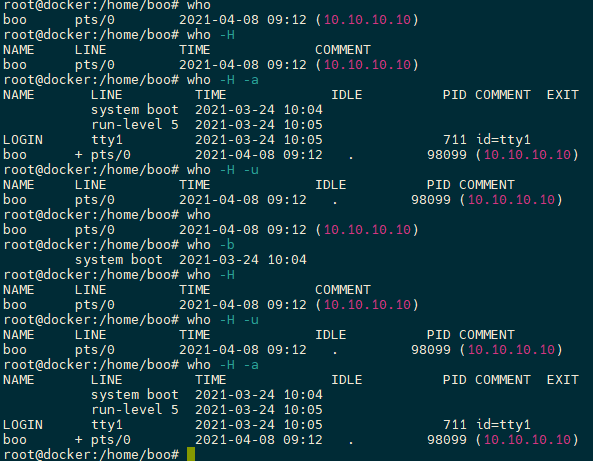 root@docker:/home/boo# who
boo      pts/0        2021-04-08 09:12 (10.10.10.10)
root@docker:/home/boo# who -H
NAME     LINE         TIME             COMMENT
boo      pts/0        2021-04-08 09:12 (10.10.10.10)
root@docker:/home/boo# who -H -a
NAME       LINE         TIME             IDLE          PID COMMENT  EXIT
           system boot  2021-03-24 10:04
           run-level 5  2021-03-24 10:05
LOGIN      tty1         2021-03-24 10:05               711 id=tty1
boo      + pts/0        2021-04-08 09:12   .         98099 (10.10.10.10)
root@docker:/home/boo# who -H -u
NAME     LINE         TIME             IDLE          PID COMMENT
boo      pts/0        2021-04-08 09:12   .         98099 (10.10.10.10)
root@docker:/home/boo# who
boo      pts/0        2021-04-08 09:12 (10.10.10.10)
root@docker:/home/boo# who -b
         system boot  2021-03-24 10:04
root@docker:/home/boo# who -H
NAME     LINE         TIME             COMMENT
boo      pts/0        2021-04-08 09:12 (10.10.10.10)
root@docker:/home/boo# who -H -u
NAME     LINE         TIME             IDLE          PID COMMENT
boo      pts/0        2021-04-08 09:12   .         98099 (10.10.10.10)
root@docker:/home/boo# who -H -a
NAME       LINE         TIME             IDLE          PID COMMENT  EXIT
           system boot  2021-03-24 10:04
           run-level 5  2021-03-24 10:05
LOGIN      tty1         2021-03-24 10:05               711 id=tty1
boo      + pts/0        2021-04-08 09:12   .         98099 (10.10.10.10)
root@docker:/home/boo#